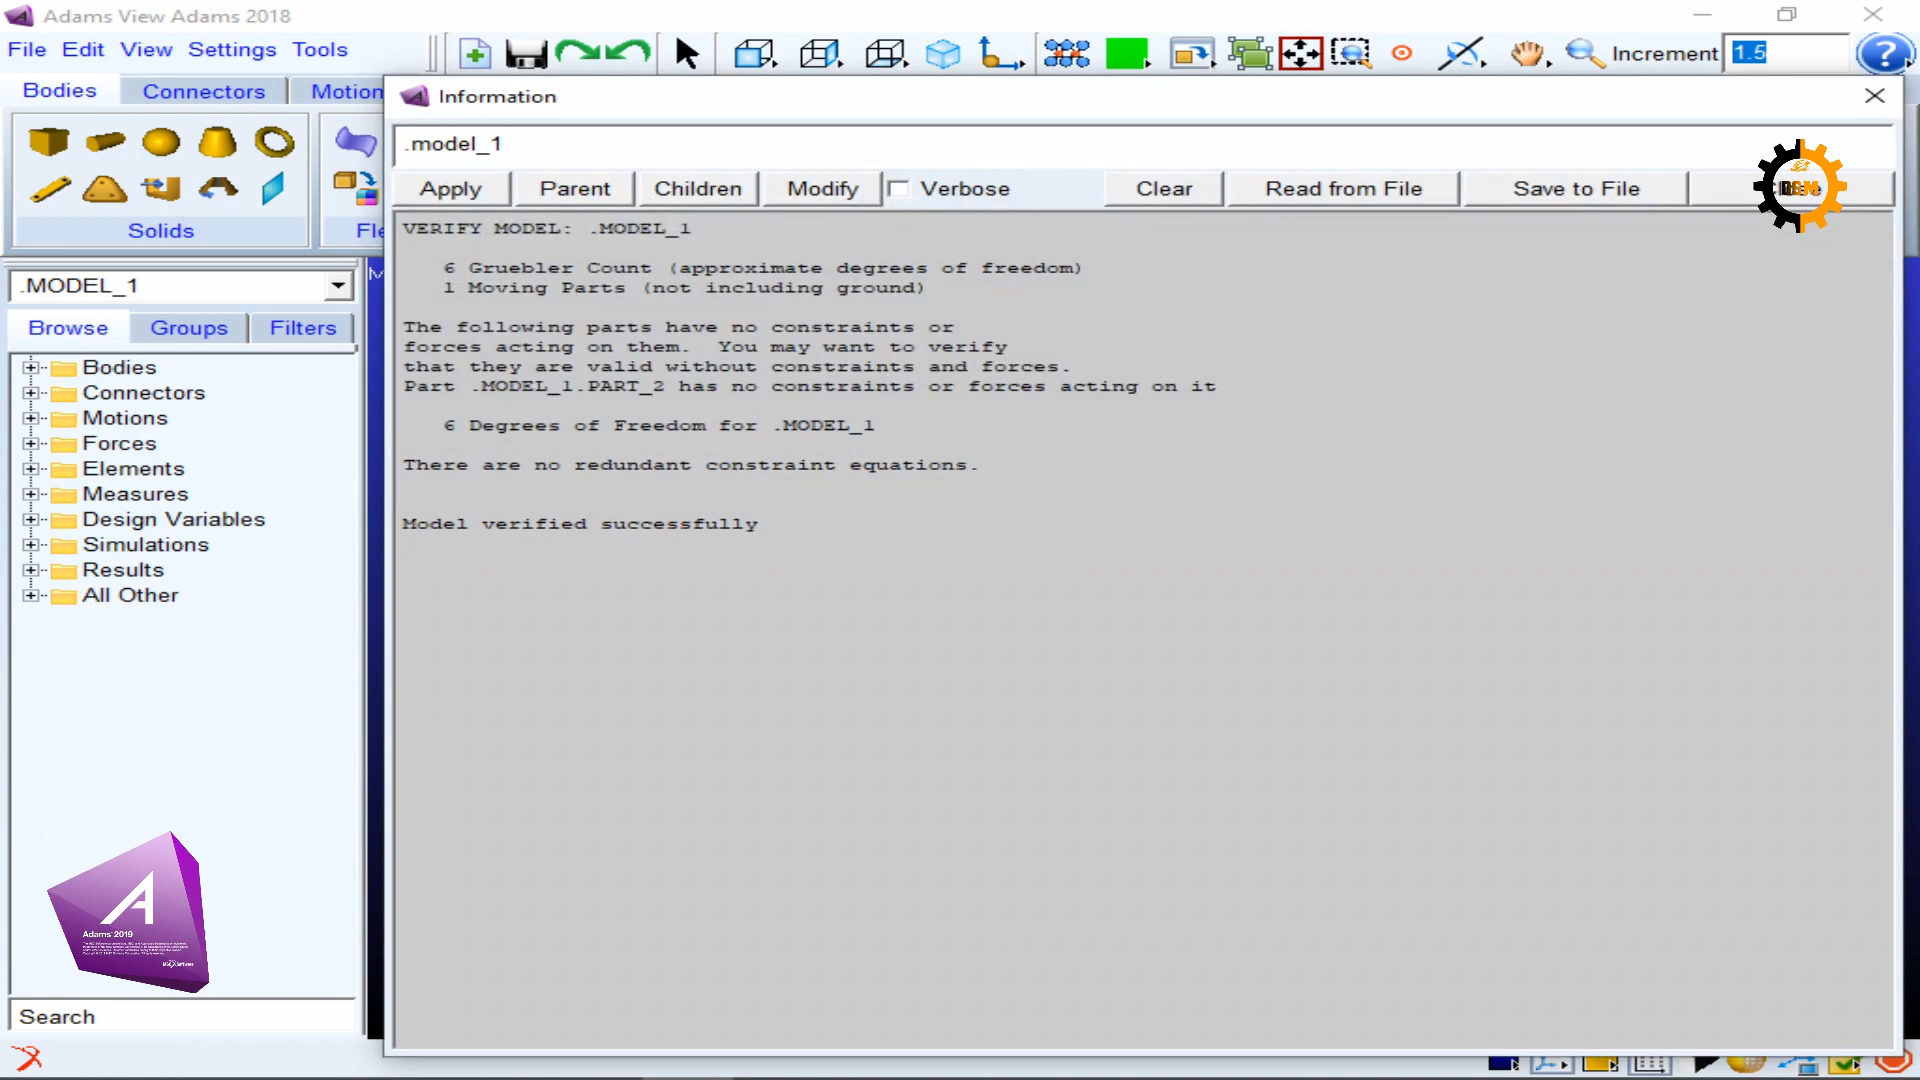 Adams View Adams 2018
File Edit View Settings Tools
Increment 1.5
Bodies Connectors Motion
Information
.model_1
Apply Parent Children Modify Verbose Clear Read from File Save to File
Solids
VERIFY MODEL: .MODEL_1
6 Gruebler Count (approximate degrees of freedom)
1 Moving Parts (not including ground)
The following parts have no constraints or
forces acting on them. You may want to verify
that they are valid without constraints and forces.
Part .MODEL_1.PART_2 has no constraints or forces acting on it
6 Degrees of Freedom for .MODEL_1
There are no redundant constraint equations.
Model verified successfully
.MODEL_1
Browse Groups Filters
Bodies
Connectors
Motions
Forces
Elements
Measures
Design Variables
Simulations
Results
All Other
Adams 2019
Search